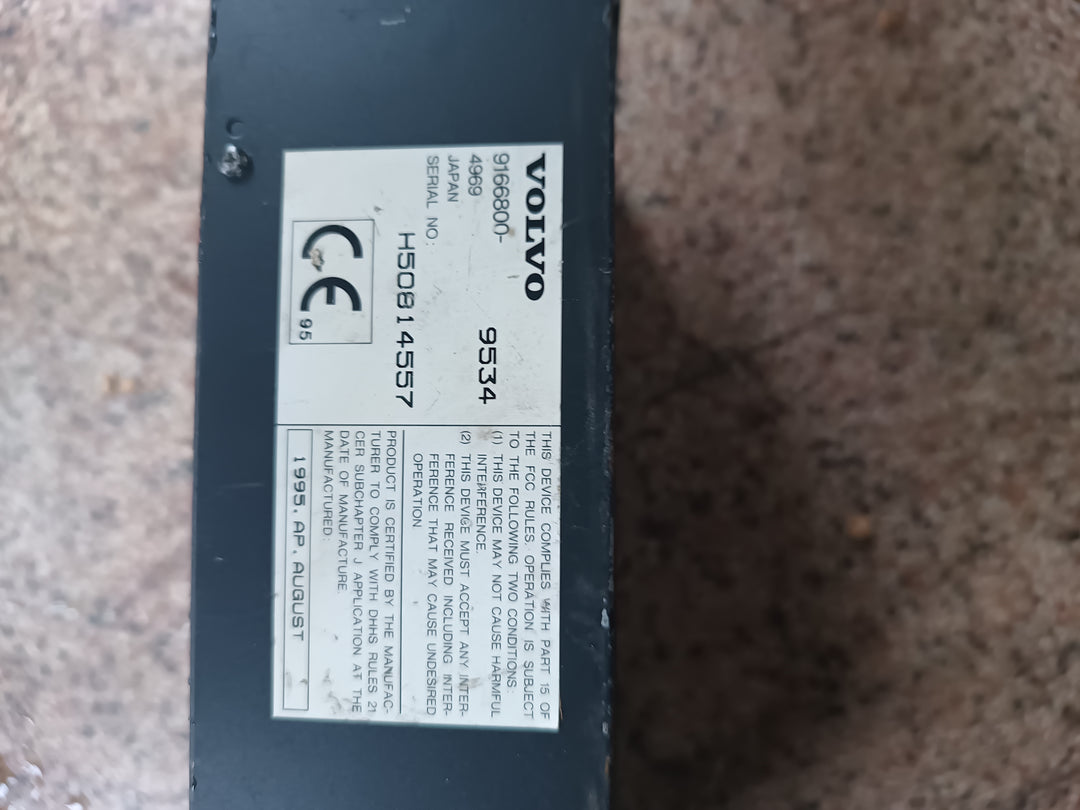 VOLVO
9166800-
4969 9534
JAPAN
SERIAL NO:
H50814557
CE
95
THIS DEVICE COMPLIES WITH PART 15 OF
THE FCC RULES. OPERATION IS SUBJECT
TO THE FOLLOWING TWO CONDITIONS:
(1) THIS DEVICE MAY NOT CAUSE HARMFUL
INTERFERENCE.
(2) THIS DEVICE MUST ACCEPT ANY INTER-
FERENCE RECEIVED INCLUDING INTER-
FERENCE THAT MAY CAUSE UNDESIRED
OPERATION
PRODUCT IS CERTIFIED BY THE MANUFAC-
TURER TO COMPLY WITH DHHS RULES 21
CER SUBCHAPTER J APPLICATION AT THE
DATE OF MANUFACTURE.
MANUFACTURED:
1995.AP.AUGUST